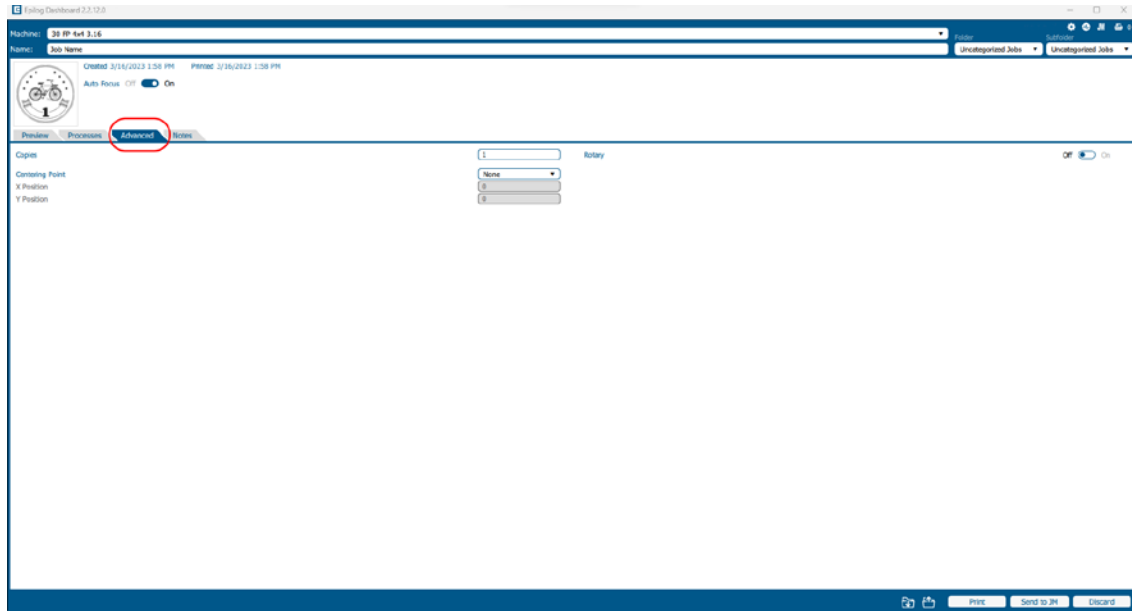 Epilog Dashboard 2.2.12.0
Machine: 30 FP 4x4 3.16
Folder Subfolder
Name: Job Name Uncategorized Jobs Uncategorized Jobs
Created 3/16/2023 1:58 PM Printed 3/16/2023 1:58 PM
Auto Focus Off On
1
Preview Processes Advanced Notes
Copies 1 Rotary Off On
Centering Point None
X Position 0
Y Position 0
Print Send to JM Discard